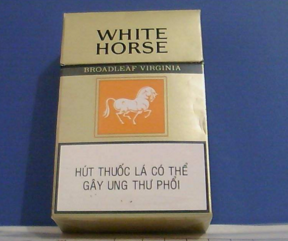 WHITE
HORSE
BROADLEAF VIRGINIA
HÚT THUỐC LÁ CÓ THỂ
GÂY UNG THƯ PHỔI